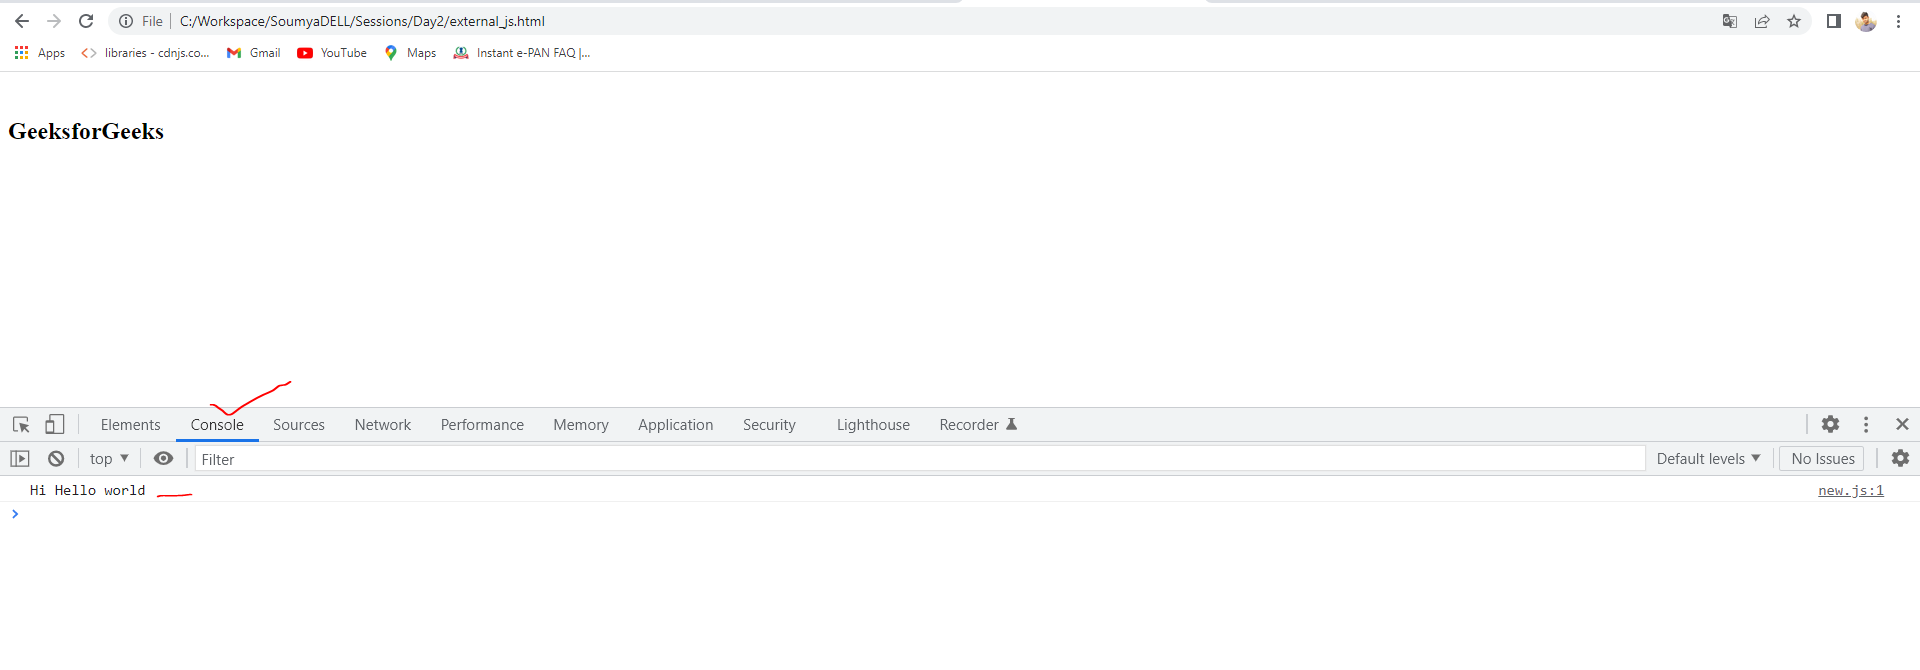 File C:/Workspace/SoumyaDELL/Sessions/Day2/external_js.html
Apps libraries - cdnjs.co... Gmail YouTube Maps Instant e-PAN FAQ |...
GeeksforGeeks
Elements Console Sources Network Performance Memory Application Security Lighthouse Recorder
top Filter Default levels No Issues
Hi Hello world new.js:1